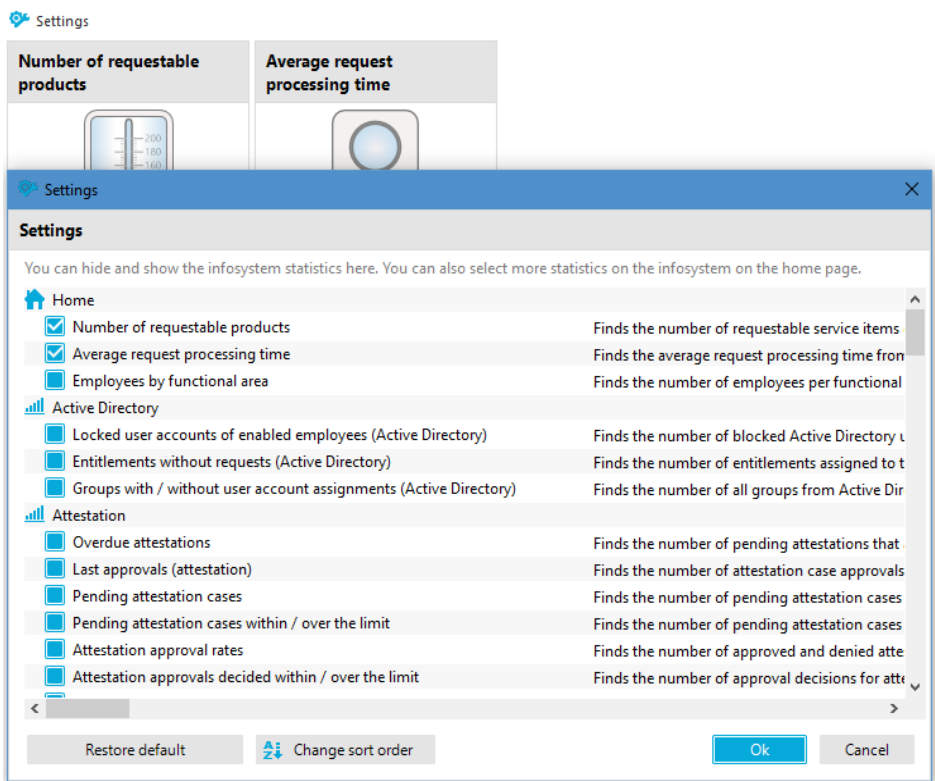 Settings
Number of requestable products
Average request processing time
200
180
160
Settings
Settings
You can hide and show the infosystem statistics here. You can also select more statistics on the infosystem on the home page.
Home
Number of requestable products Finds the number of requestable service items
Average request processing time Finds the average request processing time from
Employees by functional area Finds the number of employees per functional
Active Directory
Locked user accounts of enabled employees (Active Directory) Finds the number of blocked Active Directory u
Entitlements without requests (Active Directory) Finds the number of entitlements assigned to t
Groups with / without user account assignments (Active Directory) Finds the number of all groups from Active Dir
Attestation
Overdue attestations Finds the number of pending attestations that
Last approvals (attestation) Finds the number of attestation case approvals
Pending attestation cases Finds the number of pending attestation cases
Pending attestation cases within / over the limit Finds the number of pending attestation cases
Attestation approval rates Finds the number of approved and denied atte
Attestation approvals decided within / over the limit Finds the number of approval decisions for atte
Restore default Change sort order Ok Cancel